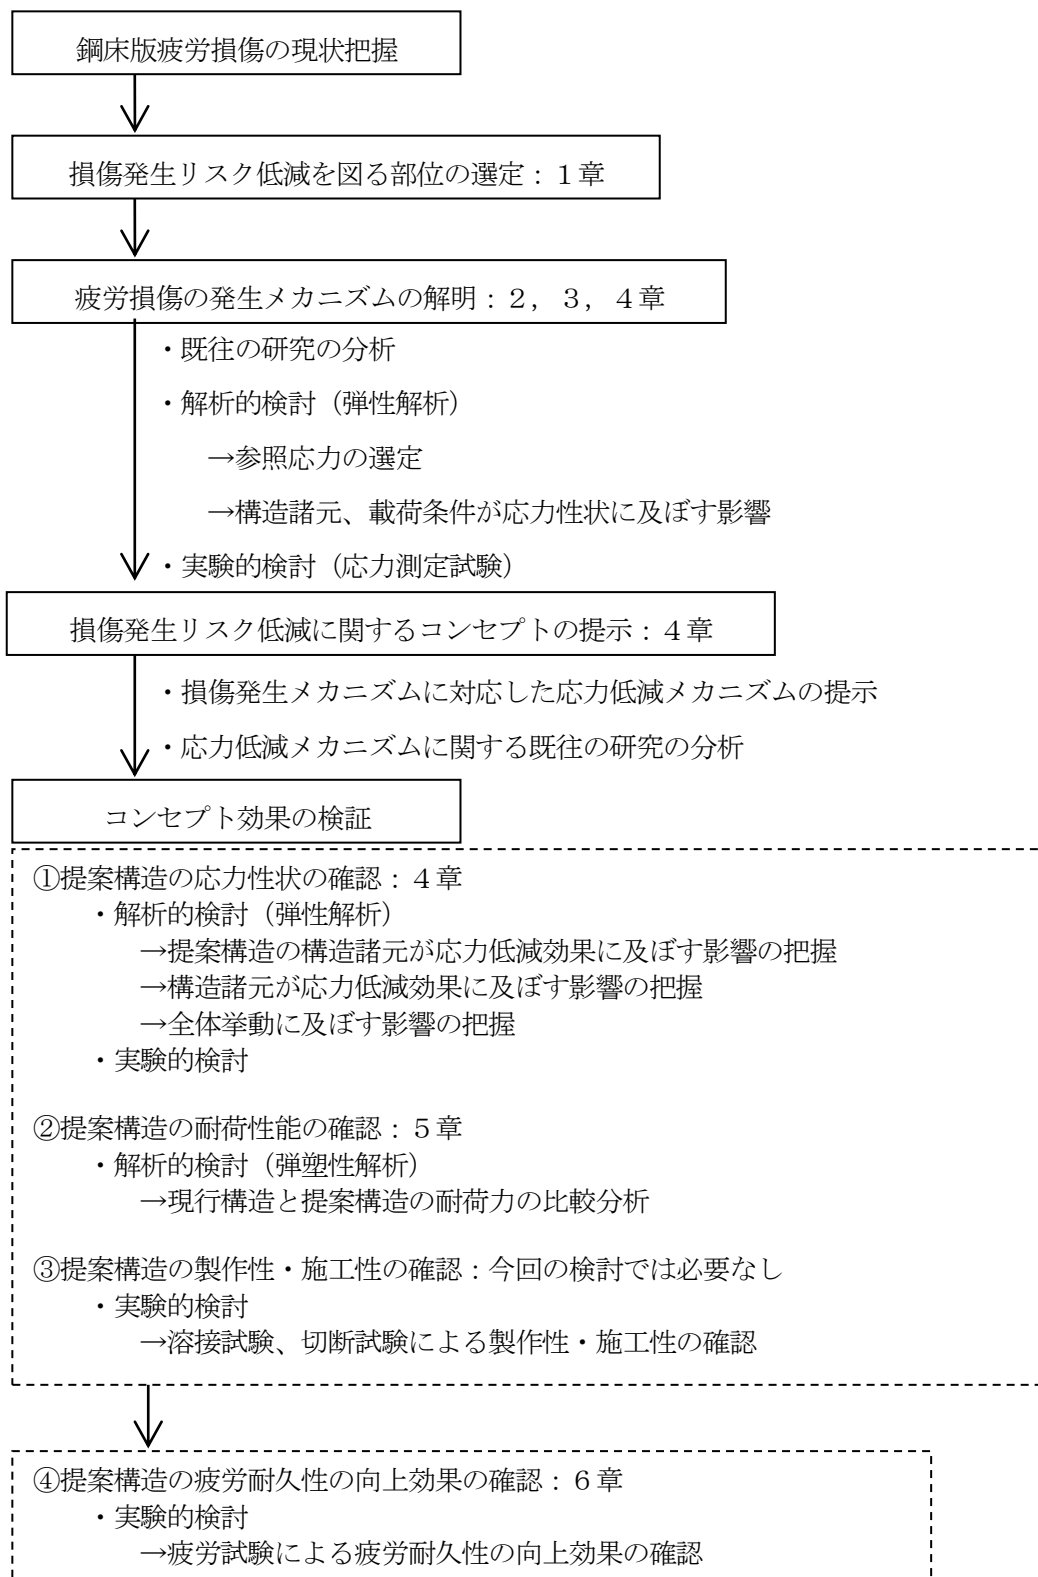 鋼床版疲労損傷の現状把握
損傷発生リスク低減を図る部位の選定：１章
疲労損傷の発生メカニズムの解明：２，３，４章
・既往の研究の分析
・解析的検討（弾性解析）
→参照応力の選定
→構造諸元、載荷条件が応力性状に及ぼす影響
・実験的検討（応力測定試験）
損傷発生リスク低減に関するコンセプトの提示：４章
・損傷発生メカニズムに対応した応力低減メカニズムの提示
・応力低減メカニズムに関する既往の研究の分析
コンセプト効果の検証
①提案構造の応力性状の確認：４章
・解析的検討（弾性解析）
→提案構造の構造諸元が応力低減効果に及ぼす影響の把握
→構造諸元が応力低減効果に及ぼす影響の把握
→全体挙動に及ぼす影響の把握
・実験的検討
②提案構造の耐荷性能の確認：５章
・解析的検討（弾塑性解析）
→現行構造と提案構造の耐荷力の比較分析
③提案構造の製作性・施工性の確認：今回の検討では必要なし
・実験的検討
→溶接試験、切断試験による製作性・施工性の確認
④提案構造の疲労耐久性の向上効果の確認：６章
・実験的検討
→疲労試験による疲労耐久性の向上効果の確認